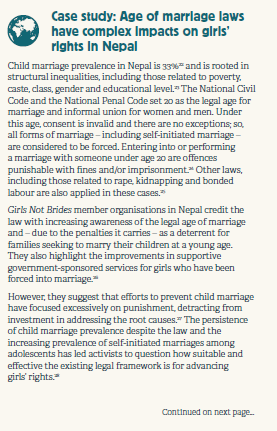 Case study: Age of marriage laws
have complex impacts on girls'
rights in Nepal
Child marriage prevalence in Nepal is 33%²² and is rooted in
structural inequalities, including those related to poverty,
caste, class, gender and educational level.²³ The National Civil
Code and the National Penal Code set 20 as the legal age for
marriage and informal union for women and men. Under
this age, consent is invalid and there are no exceptions; so,
all forms of marriage – including self-initiated marriage –
are considered to be forced. Entering into or performing
a marriage with someone under age 20 are offences
punishable with fines and/or imprisonment.²⁴ Other laws,
including those related to rape, kidnapping and bonded
labour are also applied in these cases.²⁵
Girls Not Brides member organisations in Nepal credit the
law with increasing awareness of the legal age of marriage
and – due to the penalties it carries – as a deterrent for
families seeking to marry their children at a young age.
They also highlight the improvements in supportive
government-sponsored services for girls who have been
forced into marriage.²⁶
However, they suggest that efforts to prevent child marriage
have focused excessively on punishment, detracting from
investment in addressing the root causes.²⁷ The persistence
of child marriage prevalence despite the law and the
increasing prevalence of self-initiated marriages among
adolescents has led activists to question how suitable and
effective the existing legal framework is for advancing
girls' rights.²⁸
Continued on next page...